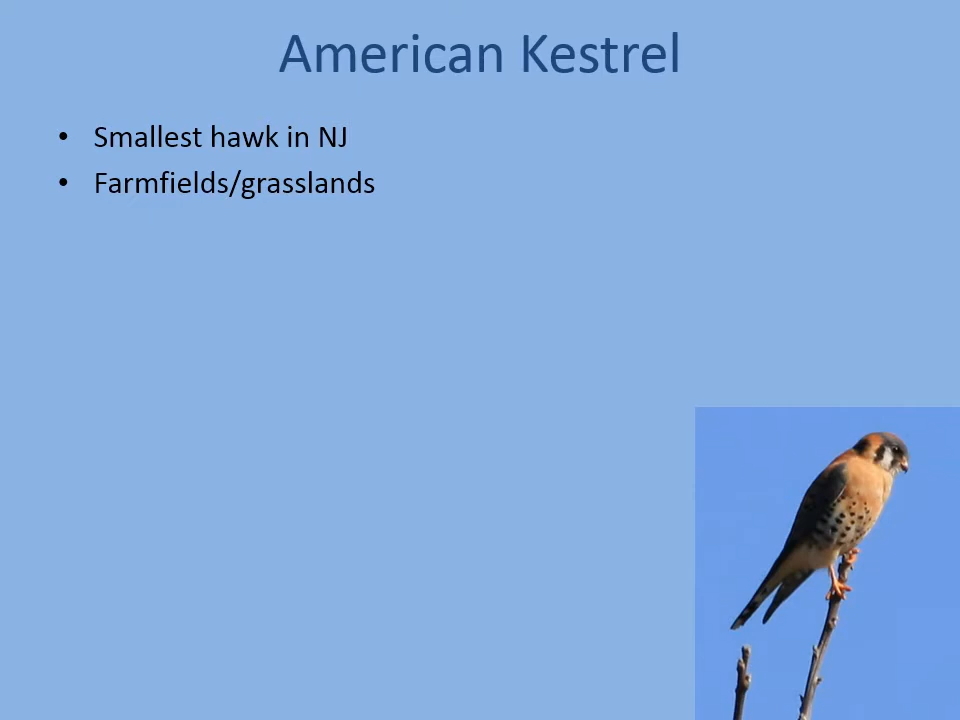 American Kestrel
• Smallest hawk in NJ
• Farmfields/grasslands